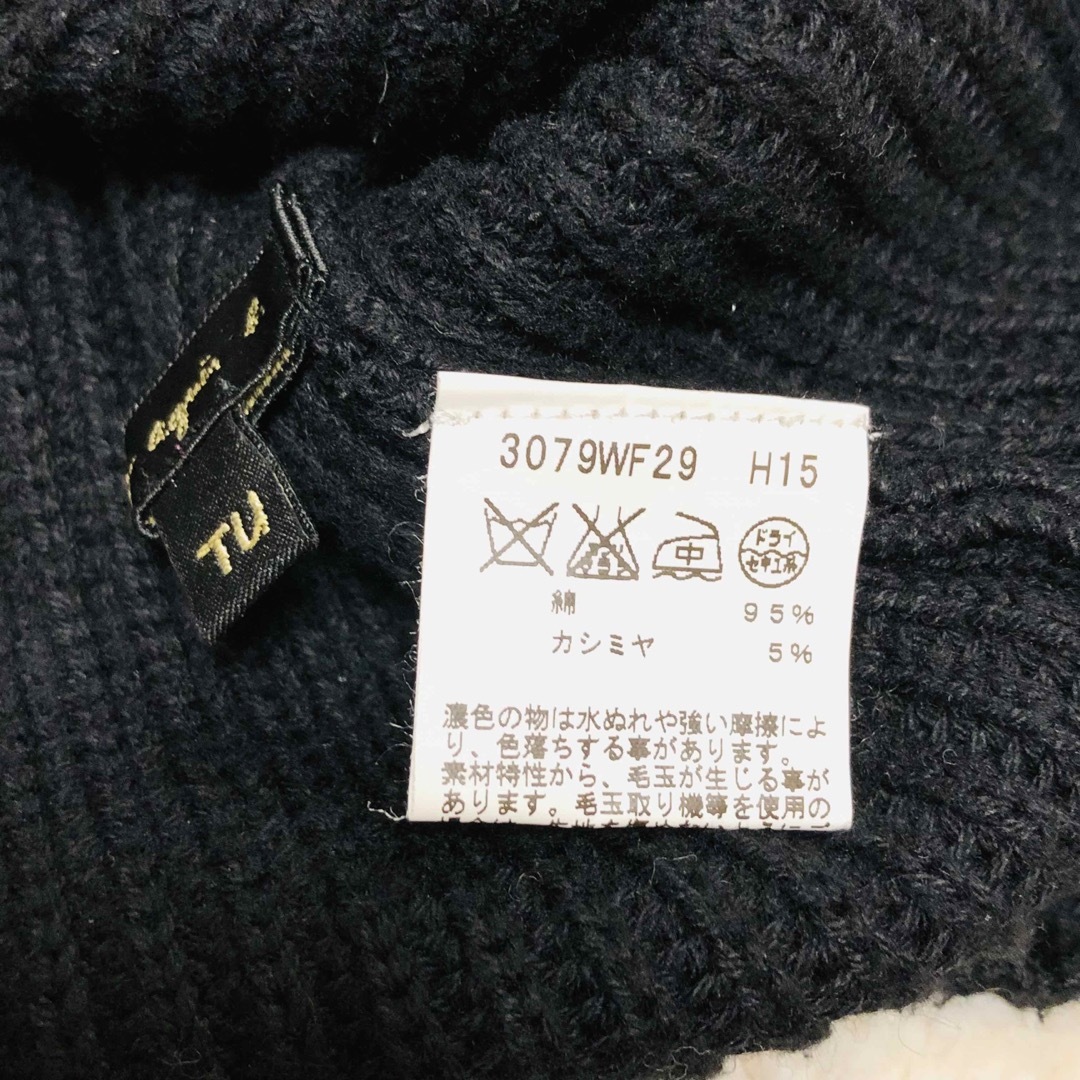 TU
3079WF29 H15
中
ドライ
セキユ系
綿 95%
カシミヤ 5%
濃色の物は水ぬれや強い摩擦によ
り、色落ちする事があります。
素材特性から、毛玉が生じる事が
あります。毛玉取り機等を使用の